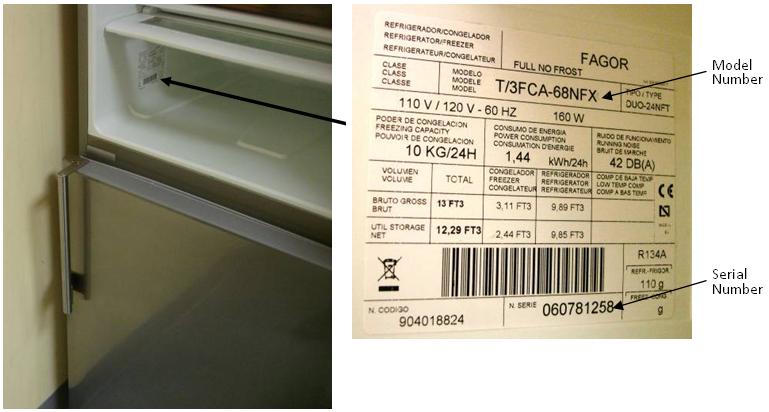 REFRIGERADOR/CONGELADOR
REFRIGERATOR/FREEZER
REFRIGERATEUR/CONGELATEUR
FAGOR
FULL NO FROST
CLASE
CLASS
CLASSE
MODELO
MODELE
MODEL
T/3FCA-68NFX
TIPO / TYPE
DUO-24NFT
110 V / 120 V - 60 HZ
160 W
PODER DE CONGELACION
FREEZING CAPACITY
POUVOIR DE CONGELATION
10 KG/24H
CONSUMO DE ENERGIA
POWER CONSUMPTION
CONSUMATION D'ENERGIE
1,44 kWh/24h
RUIDO DE FUNCIONAMIENTO
RUNNING NOISE
BRUIT DE MARCHE
42 DB(A)
VOLUMEN
VOLUME
TOTAL
CONGELADOR
FREEZER
CONGELATEUR
REFRIGERADOR
REFRIGERATOR
REFRIGERATEUR
COMP DE BAJA TEMP
LOW TEMP COMP
COMP A BAS TEMP
CE
BRUTO GROSS
BRUT
13 FT3
3,11 FT3
9,89 FT3
N
UTIL STORAGE
NET
12,29 FT3
2,44 FT3
9,85 FT3
R134A
REFR.-FRIGOR.
110 g
g
N. CODIGO
904018824
N. SERIE
060781258
Model
Number
Serial
Number